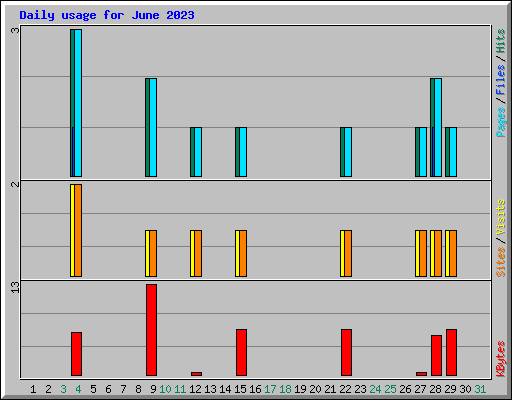 Daily usage for June 2023
3
Pages / Files / Hits
2
Sites / Visits
13
KBytes
1 2 3 4 5 6 7 8 9 10 11 12 13 14 15 16 17 18 19 20 21 22 23 24 25 26 27 28 29 30 31